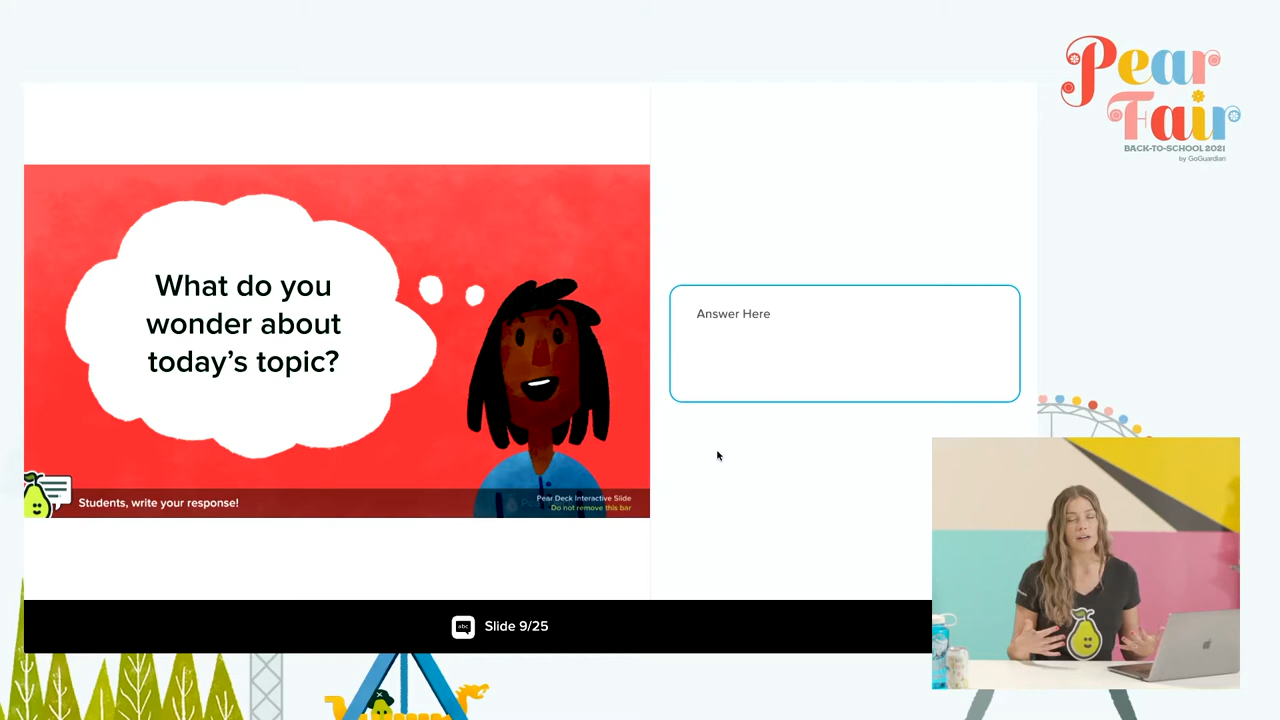 Pear
Fair
BACK-TO-SCHOOL 2021
by GoGuardian
What do you
wonder about
today's topic?
Answer Here
Students, write your response!
Pear Deck Interactive Slide
Do not remove this bar
abc
Slide 9/25